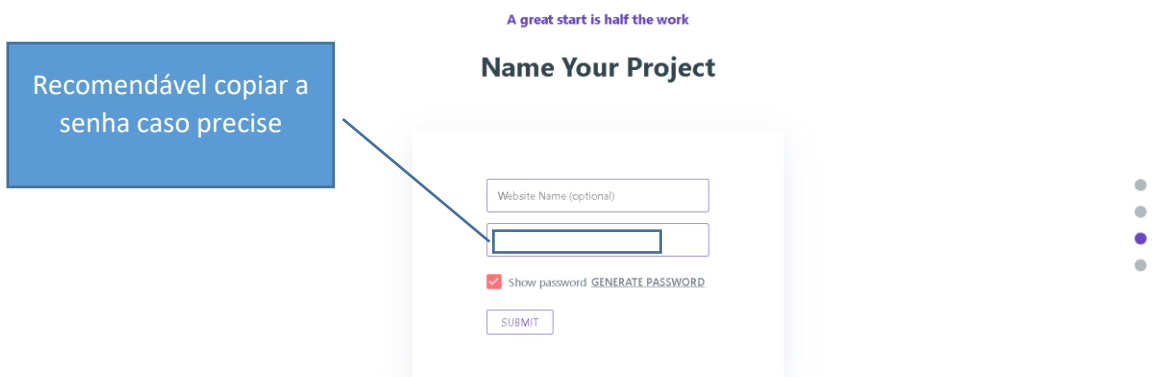 A great start is half the work
Name Your Project
Recomendável copiar a
senha caso precise
Website Name (optional)
Show password GENERATE PASSWORD
SUBMIT